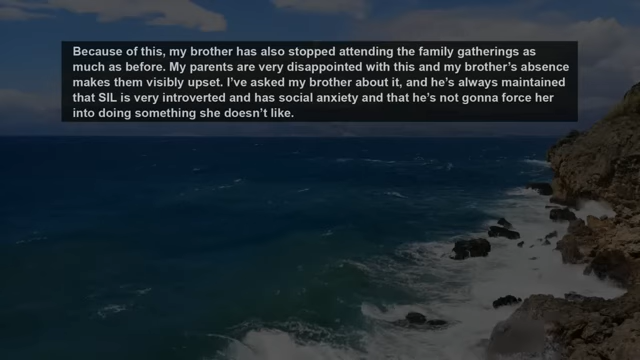 Because of this, my brother has also stopped attending the family gatherings as
much as before. My parents are very disappointed with this and my brother's absence
makes them visibly upset. I've asked my brother about it, and he's always maintained
that SIL is very introverted and has social anxiety and that he's not gonna force her
into doing something she doesn't like.